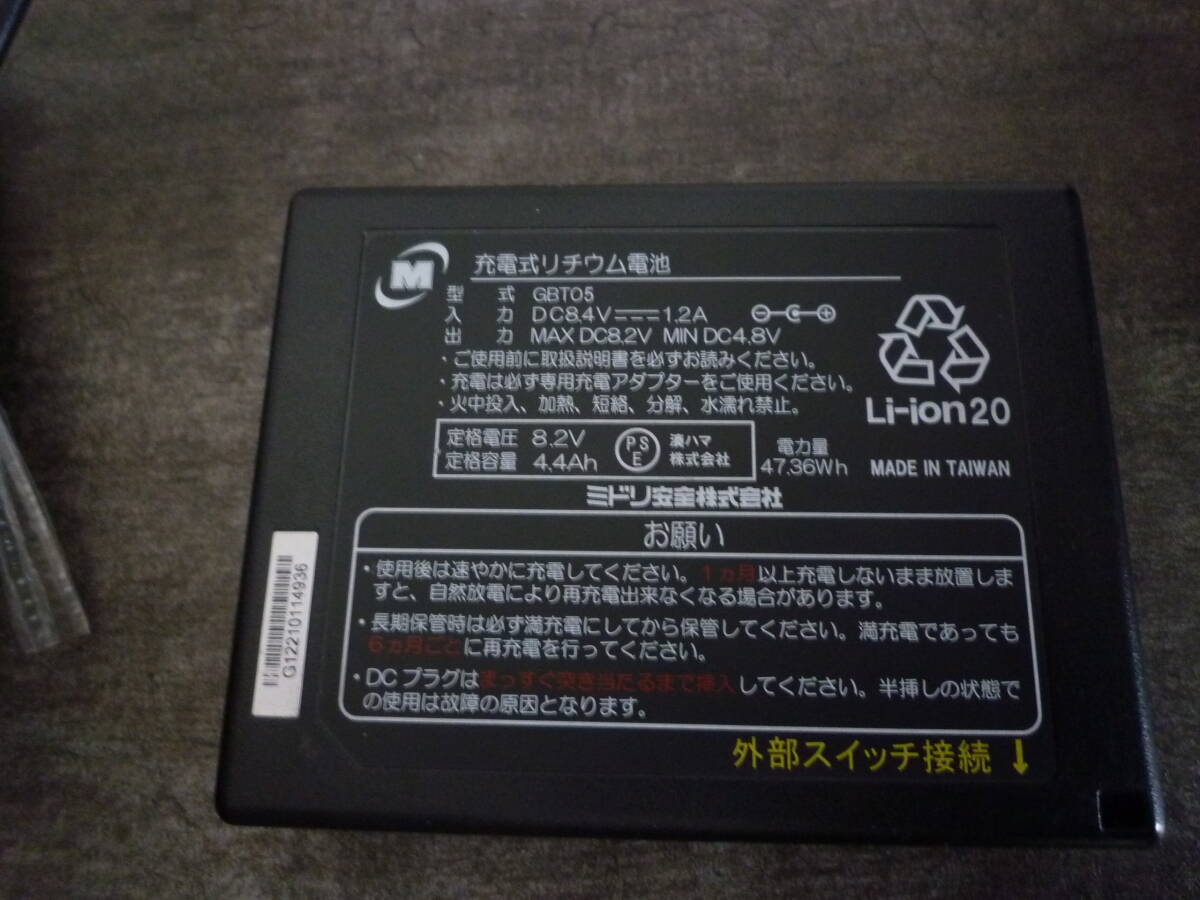 M
充電式リチウム電池
型 式 GBT05
入 力 DC8.4V 1.2A
出 力 MAX DC8.2V MIN DC4.8V
・ご使用前に取扱説明書を必ずお読みください。
・充電は必ず専用充電アダプターをご使用ください。
・火中投入、加熱、短絡、分解、水濡れ禁止。
Li-ion20
定格電圧 8.2V
定格容量 4.4Ah
PS
E
湊ハマ
株式会社
電力量
47.36Wh
MADE IN TAIWAN
ミドリ安全株式会社
お願い
・使用後は速やかに充電してください。1ヵ月以上充電しないまま放置しま
すと、自然放電により再充電出来なくなる場合があります。
・長期保管時は必ず満充電にしてから保管してください。満充電であっても
6ヵ月ごとに再充電を行ってください。
・DCプラグはまっすぐ突き当たるまで挿入してください。半挿しの状態で
の使用は故障の原因となります。
外部スイッチ接続↓
G12210114936